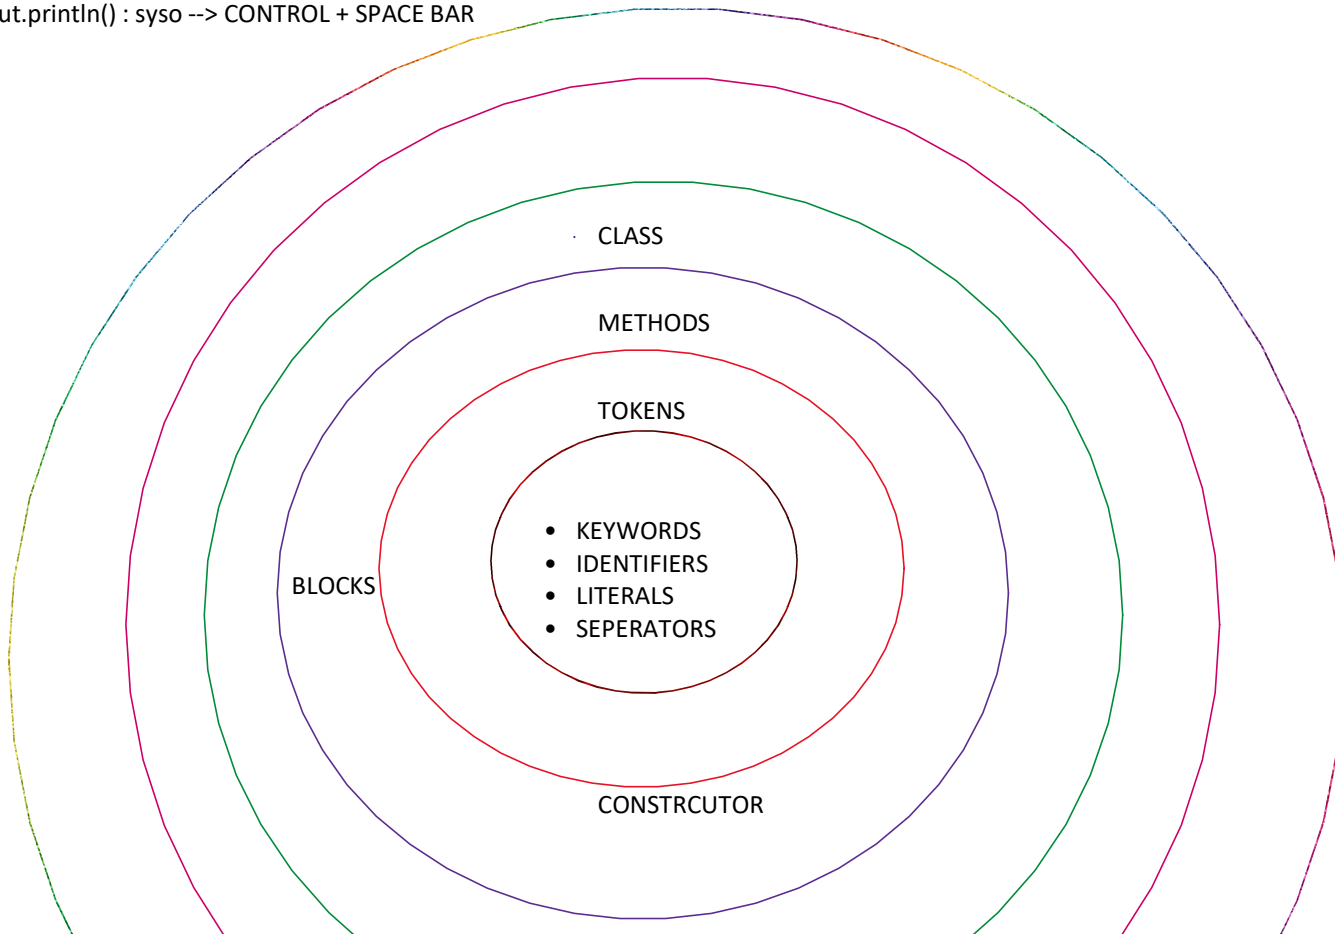 ut.println() : syso --> CONTROL + SPACE BAR
CLASS
METHODS
TOKENS
• KEYWORDS
• IDENTIFIERS
• LITERALS
• SEPERATORS
BLOCKS
CONSTRCUTOR